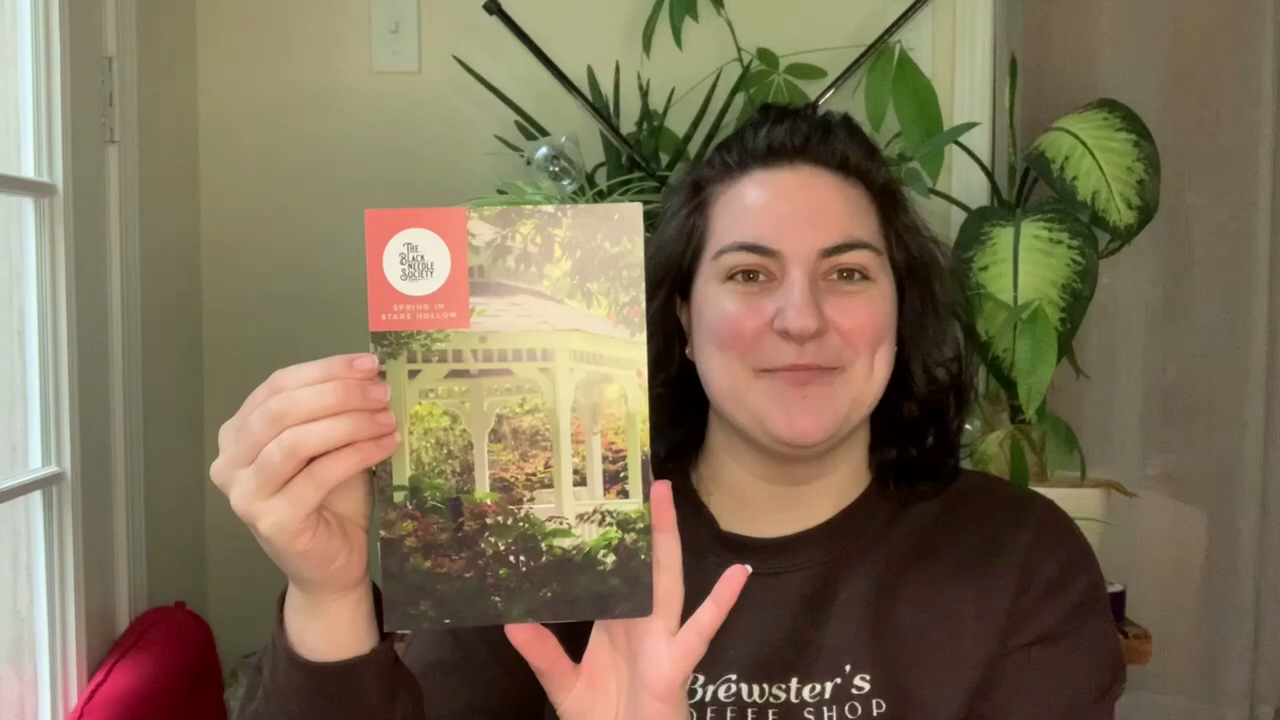 THE
BLACK
NEEDLE
SOCIETY
SPRING IN
STARS HOLLOW
Brewster's
COFFEE SHOP